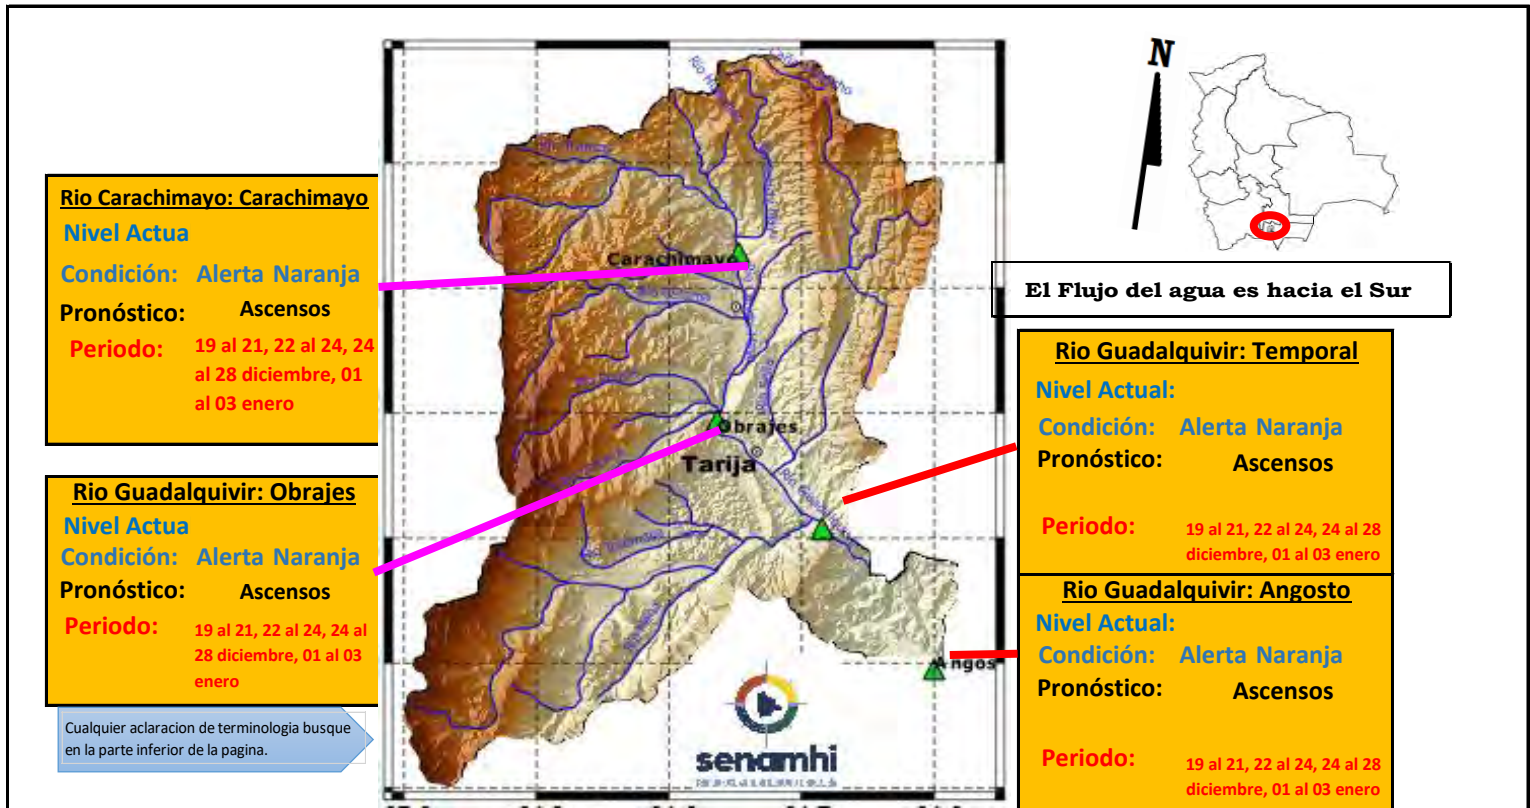 N
El Flujo del agua es hacia el Sur
Rio Carachimayo: Carachimayo
Nivel Actua
Condición: Alerta Naranja
Pronóstico: Ascensos
Periodo: 19 al 21, 22 al 24, 24
al 28 diciembre, 01
al 03 enero
Rio Guadalquivir: Obrajes
Nivel Actua
Condición: Alerta Naranja
Pronóstico: Ascensos
Periodo: 19 al 21, 22 al 24, 24 al
28 diciembre, 01 al 03
enero
Cualquier aclaracion de terminologia busque
en la parte inferior de la pagina.
Carachimayo
Obrajes
Tarija
Angos
senamhi
Rio Guadalquivir: Temporal
Nivel Actual:
Condición: Alerta Naranja
Pronóstico: Ascensos
Periodo: 19 al 21, 22 al 24, 24 al 28
diciembre, 01 al 03 enero
Rio Guadalquivir: Angosto
Nivel Actual:
Condición: Alerta Naranja
Pronóstico: Ascensos
Periodo: 19 al 21, 22 al 24, 24 al 28
diciembre, 01 al 03 enero